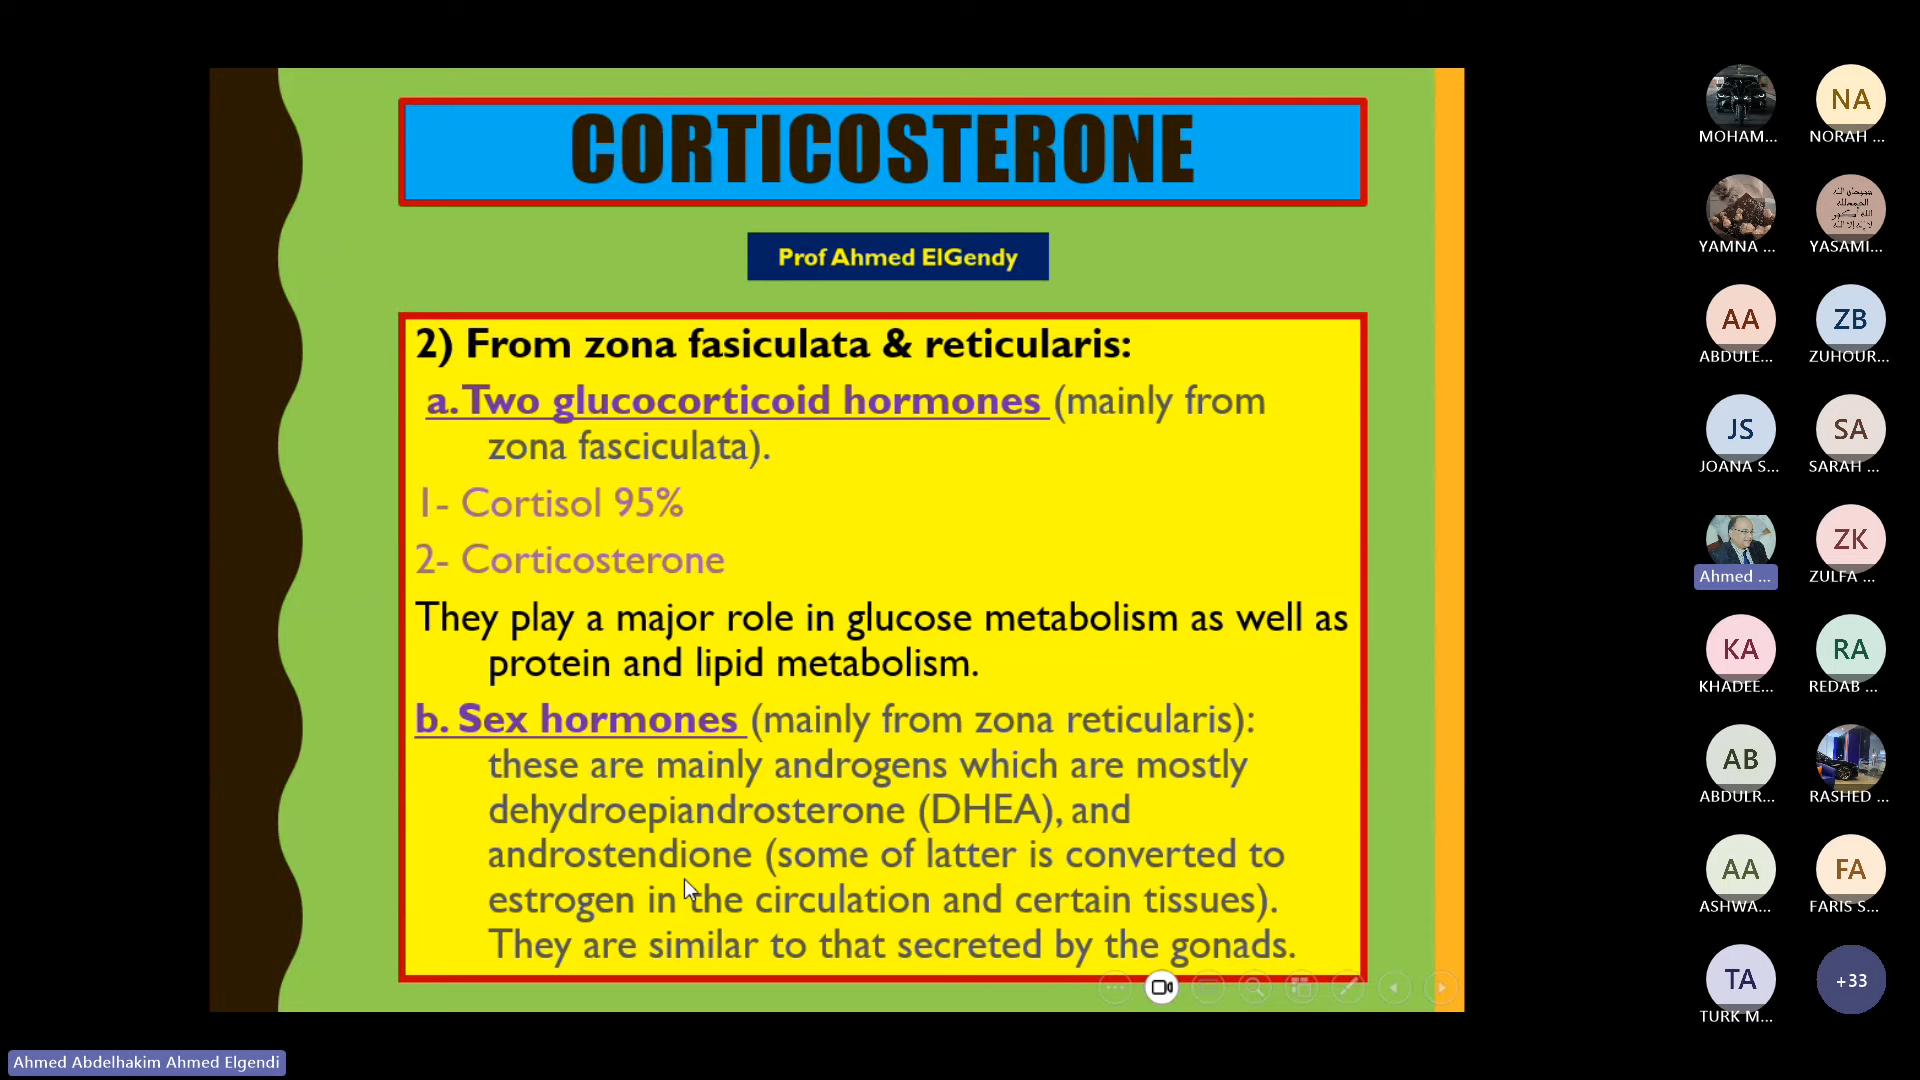 CORTICOSTERONE
Prof Ahmed ElGendy
2) From zona fasiculata & reticularis:
a. Two glucocorticoid hormones (mainly from
zona fasciculata).
1- Cortisol 95%
2- Corticosterone
They play a major role in glucose metabolism as well as
protein and lipid metabolism.
b. Sex hormones (mainly from zona reticularis):
these are mainly androgens which are mostly
dehydroepiandrosterone (DHEA), and
androstendione (some of latter is converted to
estrogen in the circulation and certain tissues).
They are similar to that secreted by the gonads.
MOHAM...
NA
NORAH ...
YAMNA ...
YASAMI...
AA
ABDULE...
ZB
ZUHOUR...
JS
JOANA S...
SA
SARAH ...
Ahmed ...
ZK
ZULFA ...
KA
KHADEE...
RA
REDAB ...
AB
ABDULR...
RASHED ...
AA
ASHWA...
FA
FARIS S...
TA
TURK M...
+33
Ahmed Abdelhakim Ahmed Elgendi